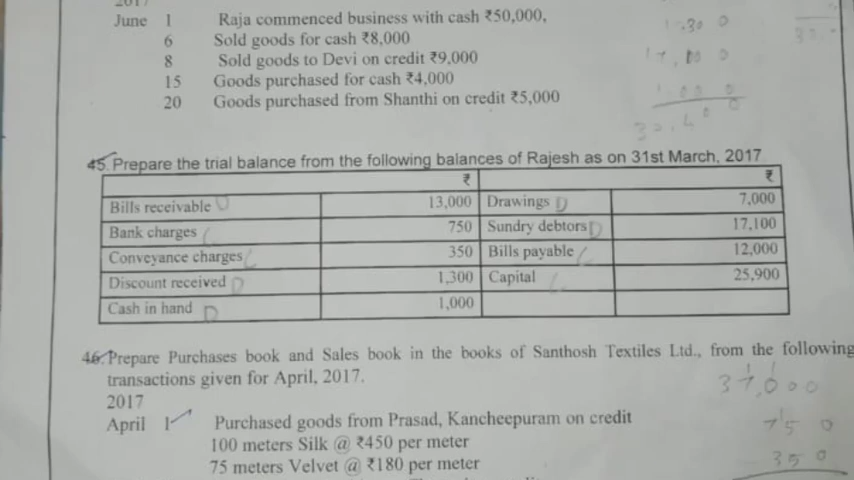 June 1 Raja commenced business with cash ₹50,000,
6 Sold goods for cash ₹8,000
8 Sold goods to Devi on credit ₹9,000
15 Goods purchased for cash ₹4,000
20 Goods purchased from Shanthi on credit ₹5,000
45. Prepare the trial balance from the following balances of Rajesh as on 31st March, 2017
₹ ₹
Bills receivable D 13,000 Drawings D 7,000
Bank charges C 750 Sundry debtors D 17,100
Conveyance charges C 350 Bills payable C 12,000
Discount received D 1,300 Capital C 25,900
Cash in hand D 1,000
46. Prepare Purchases book and Sales book in the books of Santhosh Textiles Ltd., from the following
transactions given for April, 2017.
2017
April 1 Purchased goods from Prasad, Kancheepuram on credit
100 meters Silk @ ₹450 per meter
75 meters Velvet @ ₹180 per meter
750
350